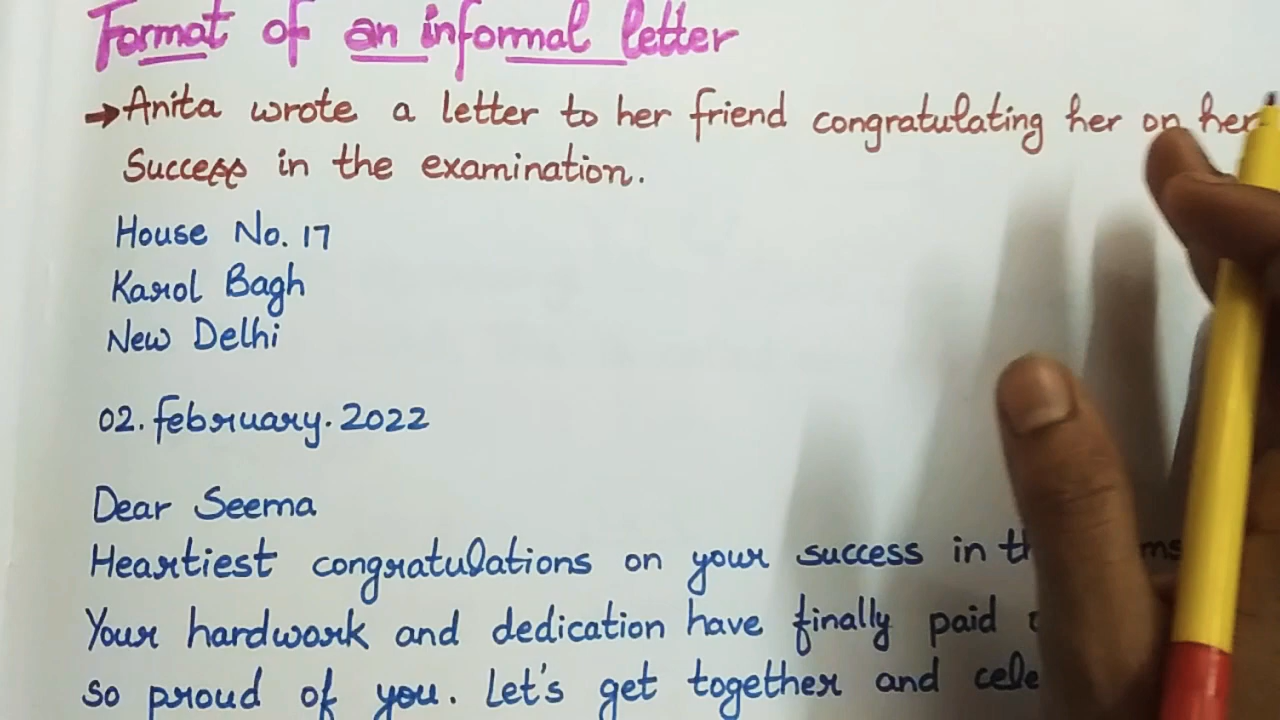 Format of an informal letter
→Anita wrote a letter to her friend congratulating her on her
Success in the examination.
House No. 17
Karol Bagh
New Delhi
02. february. 2022
Dear Seema
Heartiest congratulations on your success in
Your hardwork and dedication have finally paid
so proud of you. Let's get together and